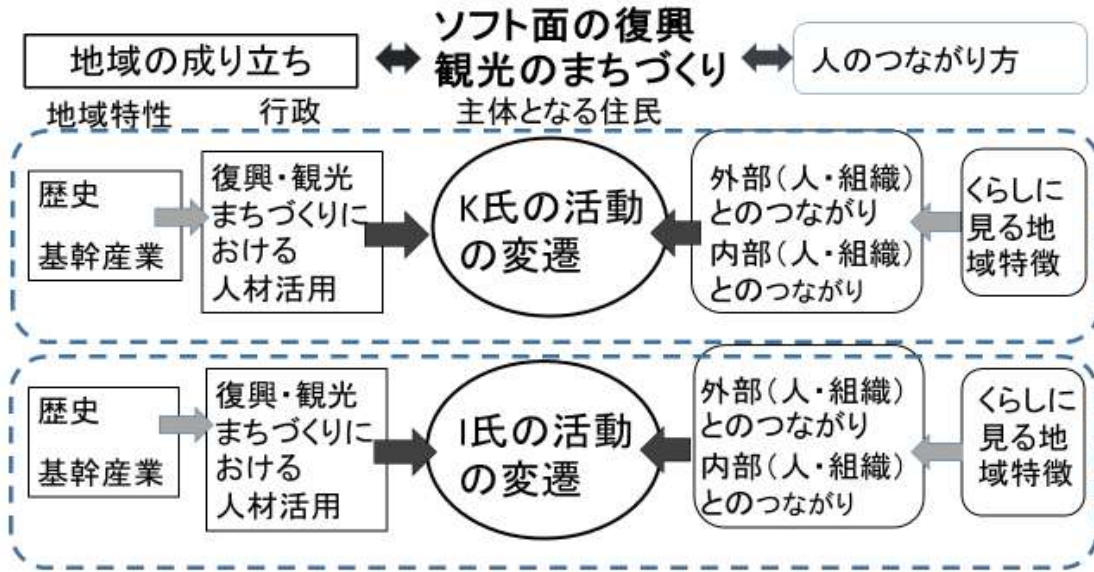 ソフト面の復興
観光のまちづくり
地域の成り立ち
人のつながり方
地域特性
行政
主体となる住民
歴史
基幹産業
復興・観光
まちづくりに
おける
人材活用
K氏の活動
の変遷
外部(人・組織)
とのつながり
内部(人・組織)
とのつながり
くらしに
見る地
域特徴
歴史
基幹産業
復興・観光
まちづくりに
おける
人材活用
I氏の活動
の変遷
外部(人・組織)
とのつながり
内部(人・組織)
とのつながり
くらしに
見る地
域特徴